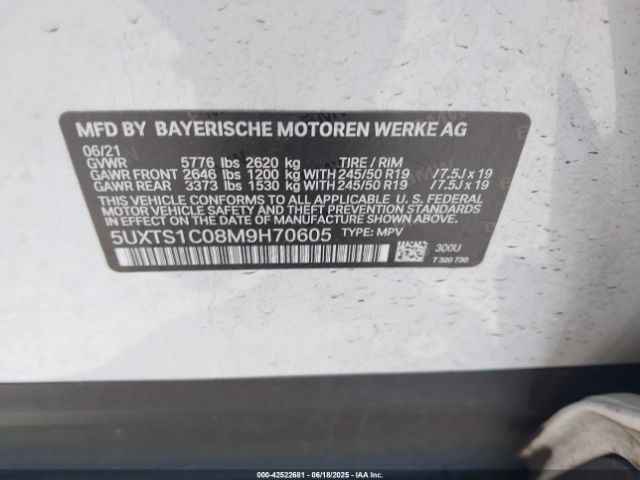 MFD BY BAYERISCHE MOTOREN WERKE AG
06/21
GVWR 5776 lbs 2620 kg TIRE / RIM
GAWR FRONT 2646 lbs 1200 kg WITH 245/50 R19 / 7.5J x 19
GAWR REAR 3373 lbs 1530 kg WITH 245/50 R19 / 7.5J x 19
THIS VEHICLE CONFORMS TO ALL APPLICABLE U. S. FEDERAL
MOTOR VEHICLE SAFETY, BUMPER, AND THEFT PREVENTION
STANDARDS IN EFFECT ON THE DATE OF MANUFACTURE SHOWN ABOVE.
5UXTS1C08M9H70605 TYPE: MPV
300U
7 320 730
000-42522681 - 06/18/2025 - IAAI.COM